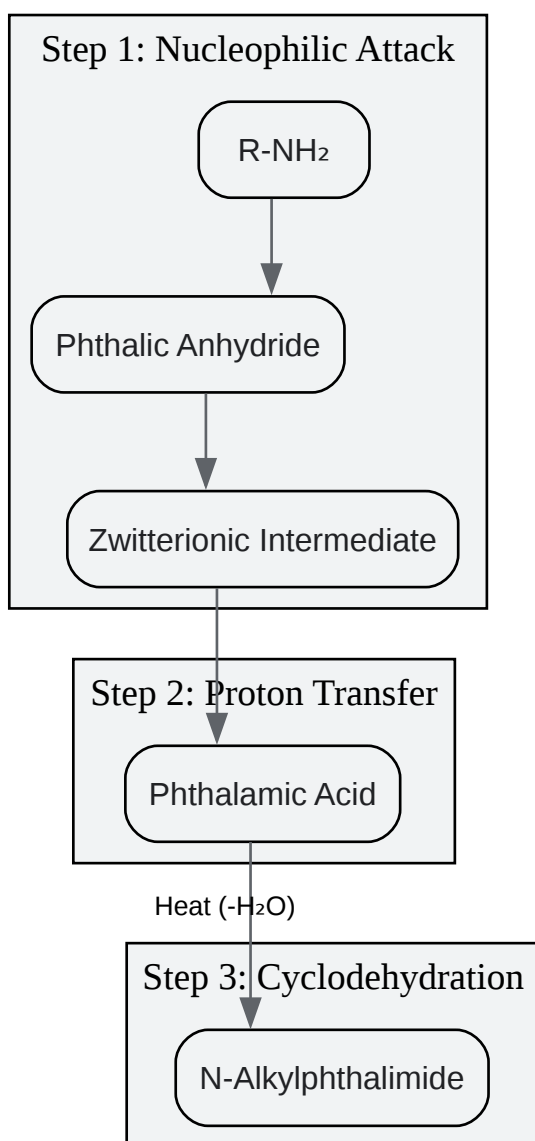 Step 1: Nucleophilic Attack
R-NH₂
Phthalic Anhydride
Zwitterionic Intermediate
Step 2: Proton Transfer
Phthalamic Acid
Heat (-H₂O)
Step 3: Cyclodehydration
N-Alkylphthalimide